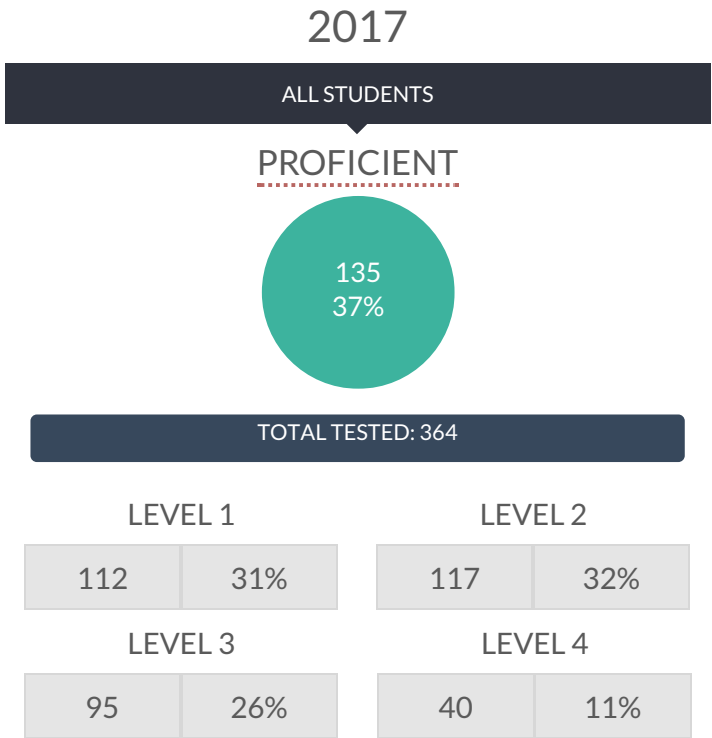 2017
ALL STUDENTS
PROFICIENT
135
37%
TOTAL TESTED: 364
LEVEL 1 LEVEL 2
112 31% 117 32%
LEVEL 3 LEVEL 4
95 26% 40 11%